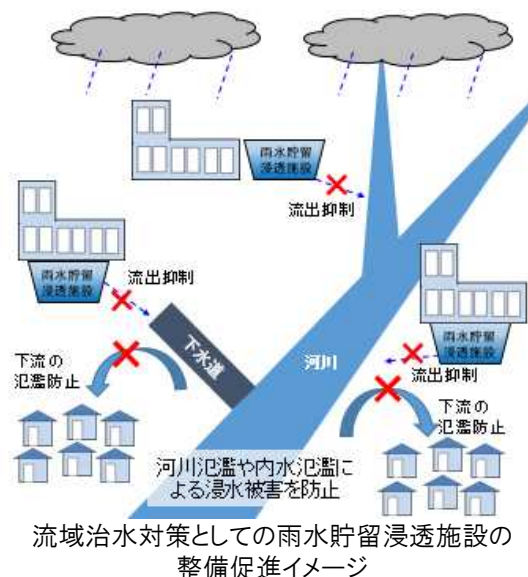 雨水貯留
浸透施設
流出抑制
雨水貯留
浸透施設
流出抑制
下水道
河川
雨水貯留
浸透施設
流出抑制
下流の
氾濫防止
下流の
氾濫防止
河川氾濫や内水氾濫に
よる浸水被害を防止
流域治水対策としての雨水貯留浸透施設の
整備促進イメージ